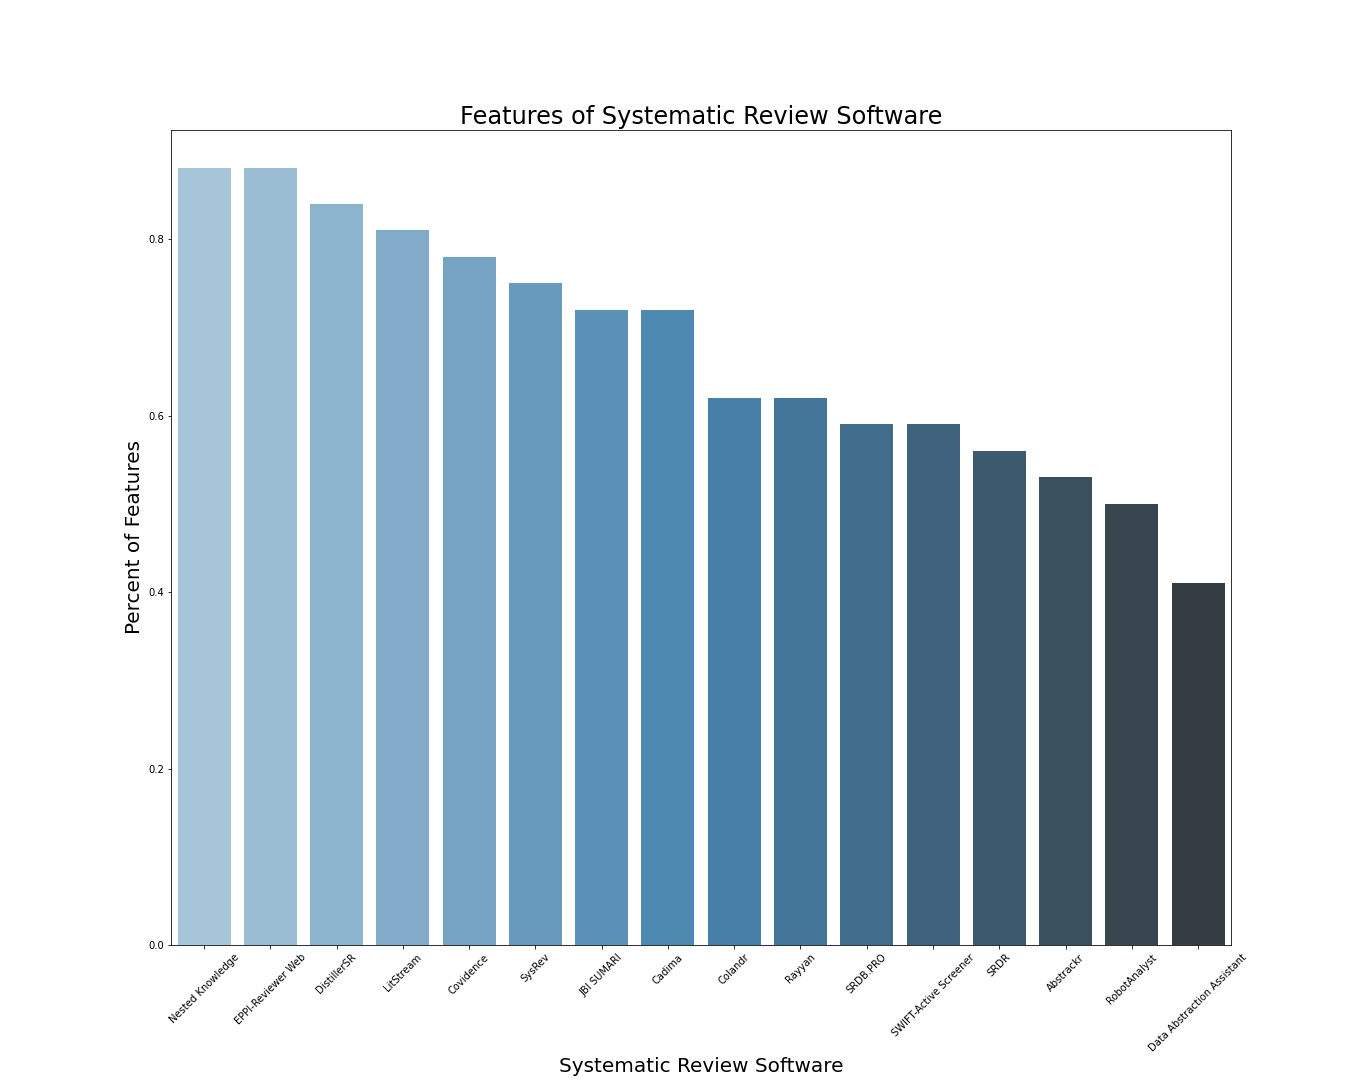 Features of Systematic Review Software
Percent of Features
0.8
0.6
0.4
0.2
0.0
Nested Knowledge
EPPI-Reviewer Web
DistillerSR
LitStream
Covidence
SysRev
JBI SUMARI
Cadima
Colandr
Rayyan
SRDB.PRO
SWIFT-Active Screener
SRDR
Abstrackr
RobotAnalyst
Data Abstraction Assistant
Systematic Review Software